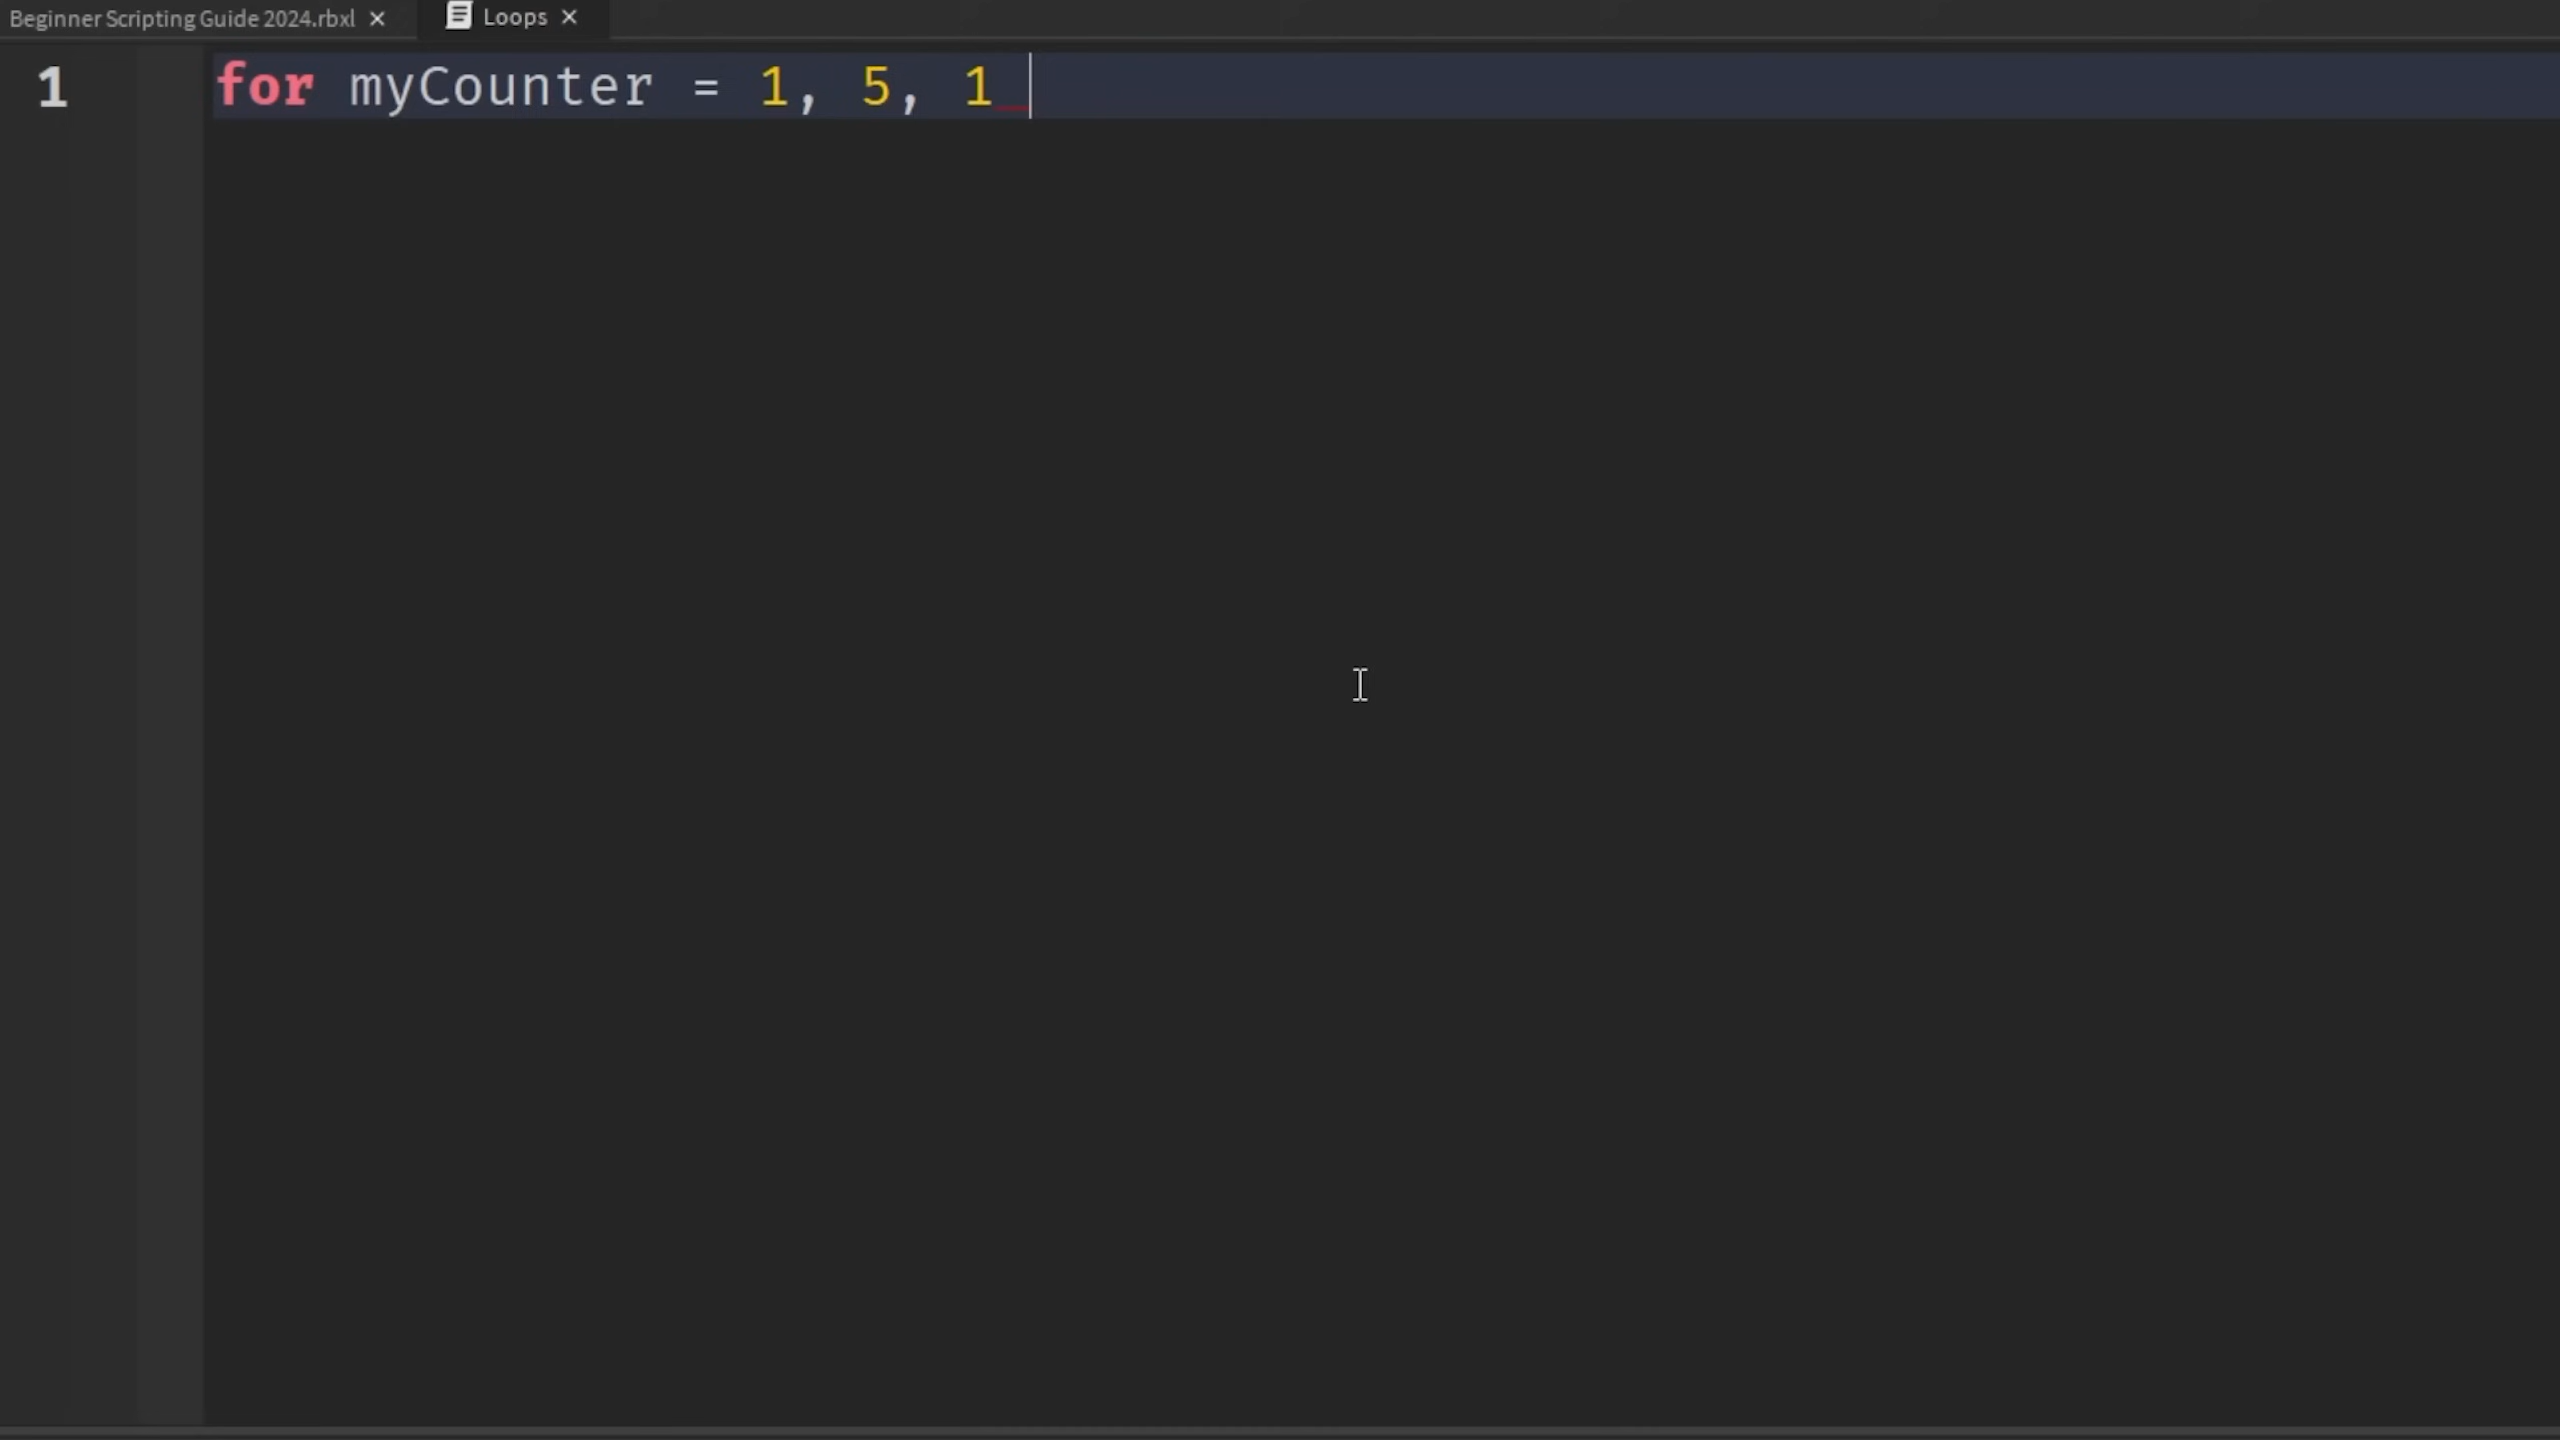 Beginner Scripting Guide 2024.rbxl
Loops
1
for myCounter = 1, 5, 1